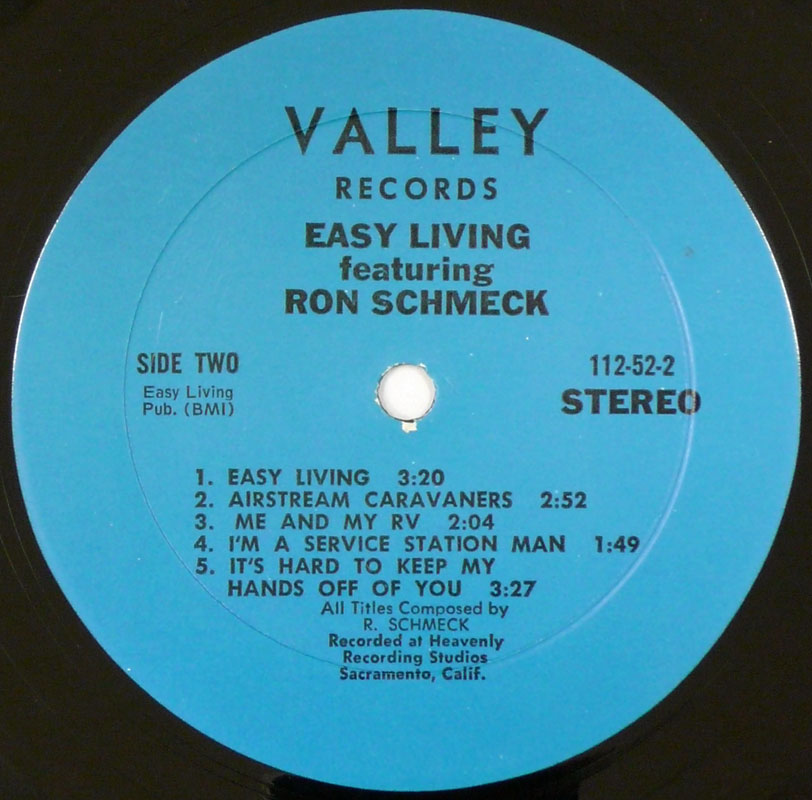 VALLEY
RECORDS
EASY LIVING
featuring
RON SCHMECK
SIDE TWO
Easy Living
Pub. (BMI)
112-52-2
STEREO
1. EASY LIVING 3:20
2. AIRSTREAM CARAVANERS 2:52
3. ME AND MY RV 2:04
4. I'M A SERVICE STATION MAN 1:49
5. IT'S HARD TO KEEP MY
HANDS OFF OF YOU 3:27
All Titles Composed by
R. SCHMECK
Recorded at Heavenly
Recording Studios
Sacramento, Calif.